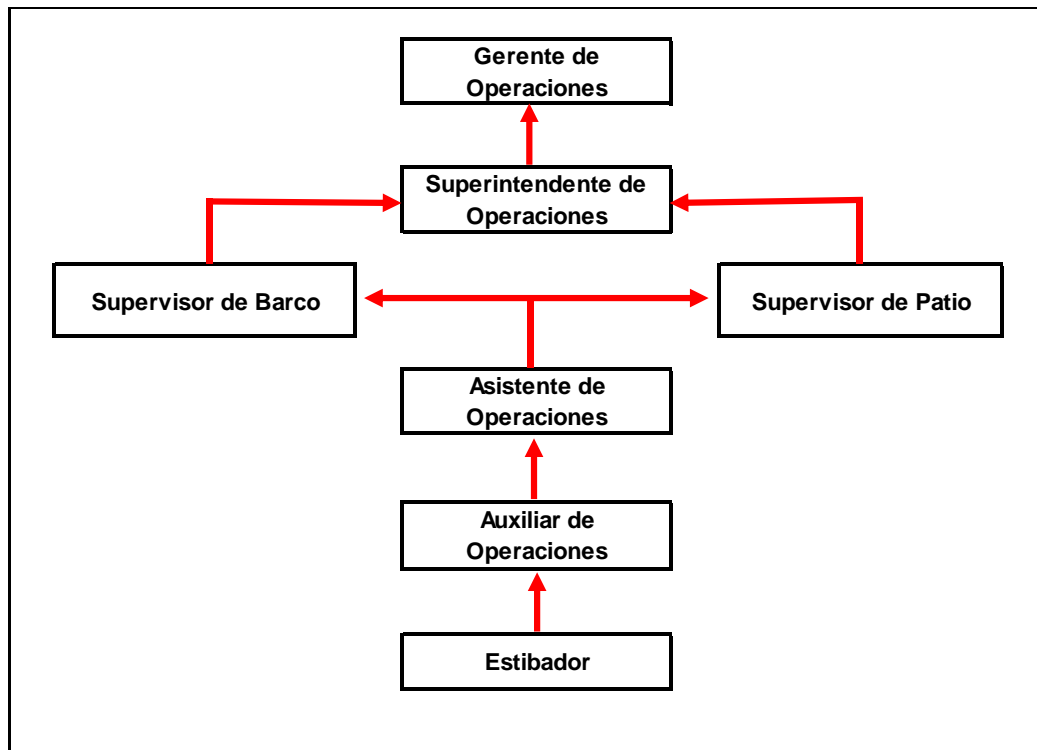 Gerente de
Operaciones
Superintendente de
Operaciones
Supervisor de Barco
Supervisor de Patio
Asistente de
Operaciones
Auxiliar de
Operaciones
Estibador